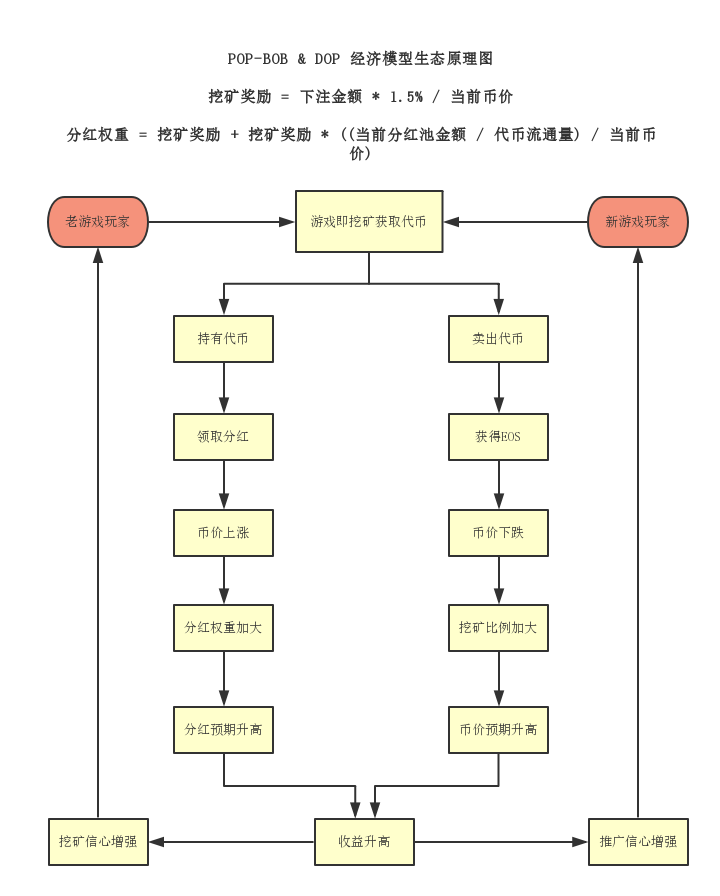 POP-BOB & DOP 经济模型生态原理图
挖矿奖励 = 下注金额 * 1.5% / 当前币价
分红权重 = 挖矿奖励 + 挖矿奖励 * ((当前分红池金额 / 代币流通量) / 当前币
价)
老游戏玩家
游戏即挖矿获取代币
新游戏玩家
持有代币
卖出代币
领取分红
获得EOS
币价上涨
币价下跌
分红权重加大
挖矿比例加大
分红预期升高
币价预期升高
挖矿信心增强
收益升高
推广信心增强